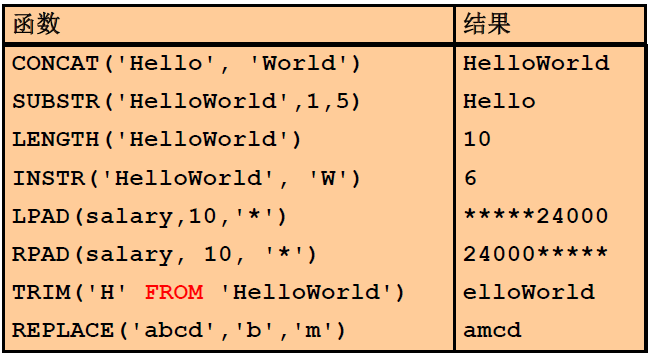 函数 结果
CONCAT('Hello', 'World') HelloWorld
SUBSTR('HelloWorld',1,5) Hello
LENGTH('HelloWorld') 10
INSTR('HelloWorld', 'W') 6
LPAD(salary,10,'*') *****24000
RPAD(salary, 10, '*') 24000*****
TRIM('H' FROM 'HelloWorld') elloWorld
REPLACE('abcd','b','m') amcd